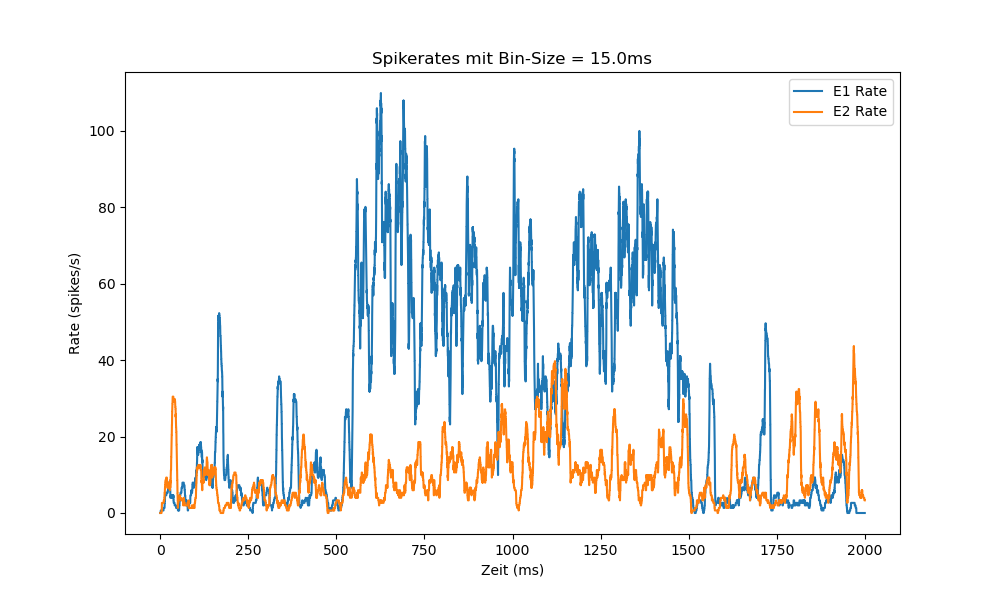 Spikerates mit Bin-Size = 15.0ms
E1 Rate
E2 Rate
100
80
60
40
20
0
Rate (spikes/s)
0 250 500 750 1000 1250 1500 1750 2000
Zeit (ms)